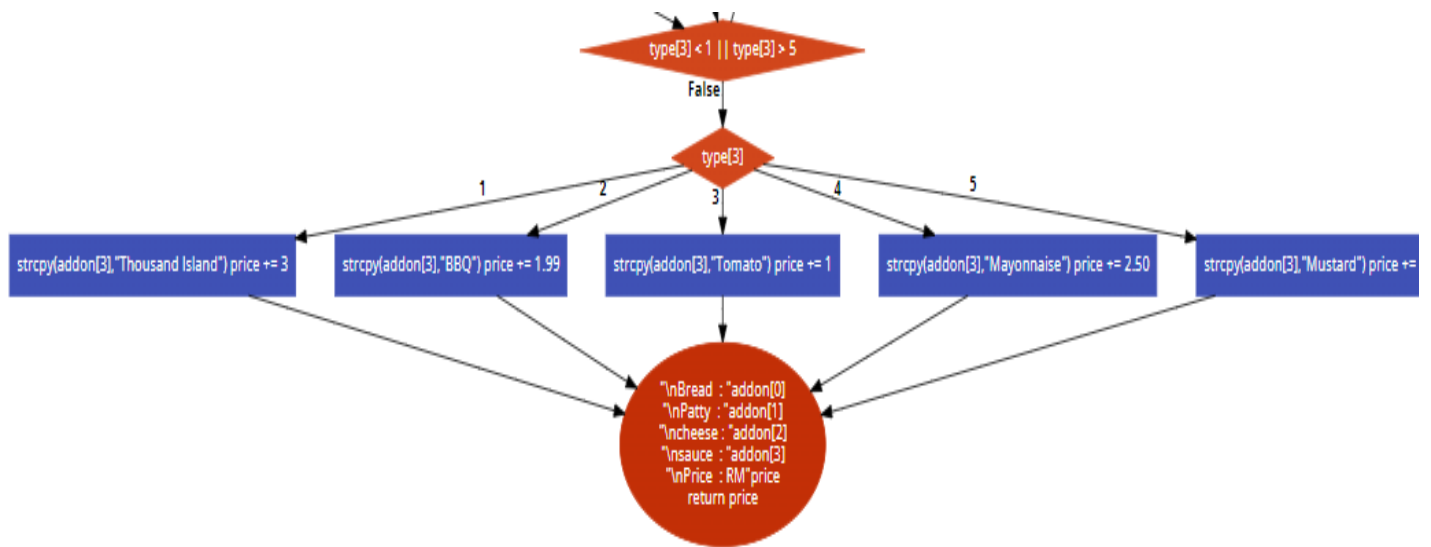 type[3] < 1 || type[3] > 5
False
type[3]
1
2
3
4
5
strcpy(addon[3],"Thousand Island") price += 3
strcpy(addon[3],"BBQ") price += 1.99
strcpy(addon[3],"Tomato") price += 1
strcpy(addon[3],"Mayonnaise") price += 2.50
strcpy(addon[3],"Mustard") price +=
"\nBread : "addon[0]
"\nPatty : "addon[1]
"\ncheese : "addon[2]
"\nsauce : "addon[3]
"\nPrice : RM"price
return price